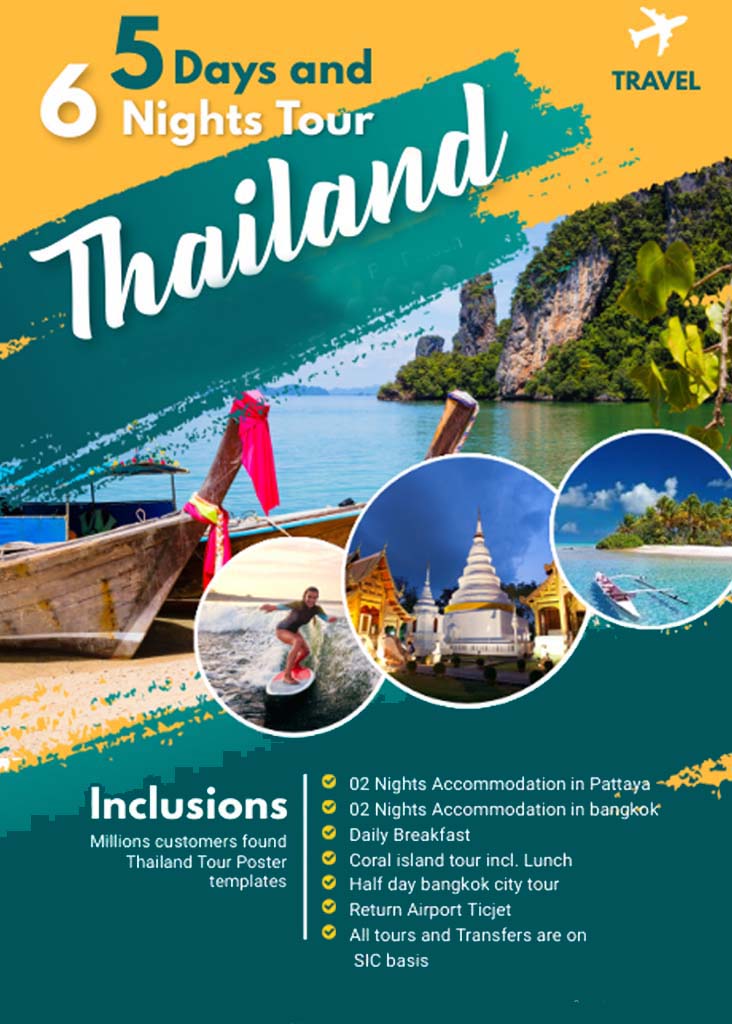 5 Days and
6 Nights Tour
TRAVEL
Thailand
Inclusions
Millions customers found
Thailand Tour Poster
templates
02 Nights Accommodation in Pattaya
02 Nights Accommodation in bangkok
Daily Breakfast
Coral island tour incl. Lunch
Half day bangkok city tour
Return Airport Ticjet
All tours and Transfers are on
SIC basis